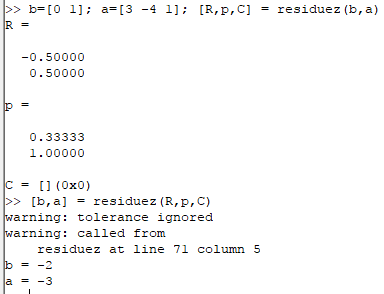 >> b=[0 1]; a=[3 -4 1]; [R,p,C] = residuez(b,a)
R =
-0.50000
0.50000
p =
0.33333
1.00000
C = [](0x0)
>> [b,a] = residuez(R,p,C)
warning: tolerance ignored
warning: called from
residuez at line 71 column 5
b = -2
a = -3